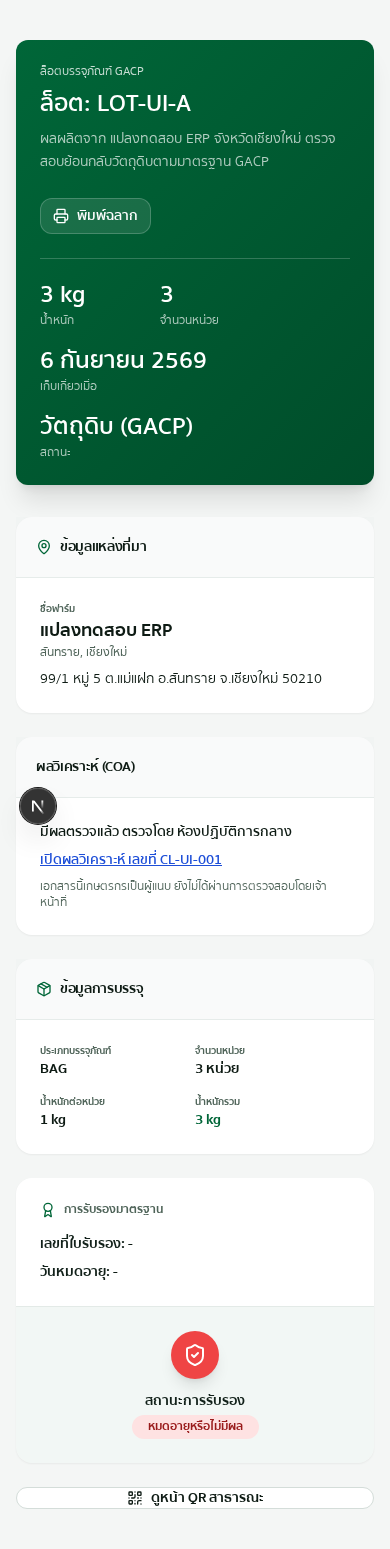 ล็อตบรรจุภัณฑ์ GACP
ล็อต: LOT-UI-A
ผลผลิตจาก แปลงทดสอบ ERP จังหวัดเชียงใหม่ ตรวจ
สอบย้อนกลับวัตถุดิบตามมาตรฐาน GACP
พิมพ์ฉลาก
3 kg 3
น้ำหนัก จำนวนหน่วย
6 กันยายน 2569
เก็บเกี่ยวเมื่อ
วัตถุดิบ (GACP)
สถานะ
ข้อมูลแหล่งที่มา
ชื่อฟาร์ม
แปลงทดสอบ ERP
สันทราย, เชียงใหม่
99/1 หมู่ 5 ต.แม่แฝก อ.สันทราย จ.เชียงใหม่ 50210
ผลวิเคราะห์ (COA)
N
มีผลตรวจแล้ว ตรวจโดย ห้องปฏิบัติการกลาง
เปิดผลวิเคราะห์ เลขที่ CL-UI-001
เอกสารนี้เกษตรกรเป็นผู้แนบ ยังไม่ได้ผ่านการตรวจสอบโดยเจ้า
หน้าที่
ข้อมูลการบรรจุ
ประเภทบรรจุภัณฑ์ จำนวนหน่วย
BAG 3 หน่วย
น้ำหนักต่อหน่วย น้ำหนักรวม
1 kg 3 kg
การรับรองมาตรฐาน
เลขที่ใบรับรอง: -
วันหมดอายุ: -
สถานะการรับรอง
หมดอายุหรือไม่มีผล
ดูหน้า QR สาธารณะ